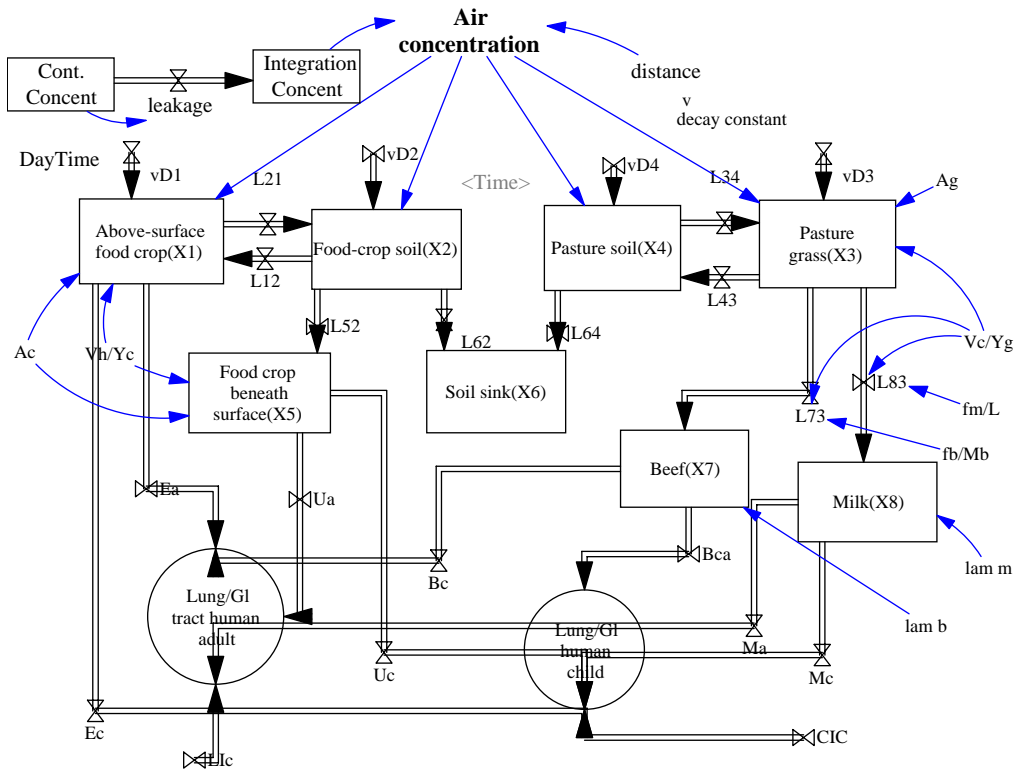 Air
concentration
Cont.
Concent
leakage
Integration
Concent
distance
v
decay constant
DayTime
vD1
L21
vD2
<Time>
vD4
L34
vD3
Ag
Above-surface
food crop(X1)
Food-crop soil(X2)
Pasture soil(X4)
Pasture
grass(X3)
L12
L43
L52
L62
L64
Ac
Vh/Yc
Vc/Yg
L83
fm/L
L73
fb/Mb
Food crop
beneath
surface(X5)
Soil sink(X6)
Beef(X7)
Milk(X8)
Ea
Ua
Bc
Bca
lam m
lam b
Lung/Gl
tract human
adult
Lung/Gl
human
child
Uc
Ma
Mc
Ec
LIc
CIC